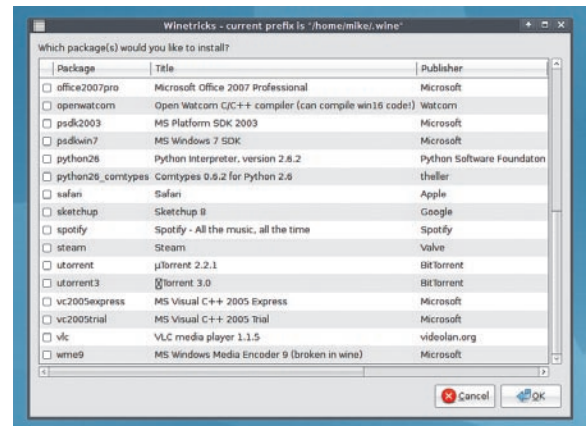 Winetricks - current prefix is "/home/mike/.wine"
Which package(s) would you like to install?
Package Title Publisher
office2007pro Microsoft Office 2007 Professional Microsoft
openwatcom Open Watcom C/C++ compiler (can compile win16 code!) Watcom
psdk2003 MS Platform SDK 2003 Microsoft
psdkwin7 MS Windows 7 SDK Microsoft
python26 Python Interpreter, version 2.6.2 Python Software Foundaton
python26_comtypes Comtypes 0.6.2 for Python 2.6 theller
safari Safari Apple
sketchup Sketchup 8 Google
spotify Spotify - All the music, all the time Spotify
steam Steam Valve
utorrent µTorrent 2.2.1 BitTorrent
utorrent3 Torrent 3.0 BitTorrent
vc2005express MS Visual C++ 2005 Express Microsoft
vc2005trial MS Visual C++ 2005 Trial Microsoft
vlc VLC media player 1.1.5 videolan.org
wme9 MS Windows Media Encoder 9 (broken in wine) Microsoft
Cancel OK